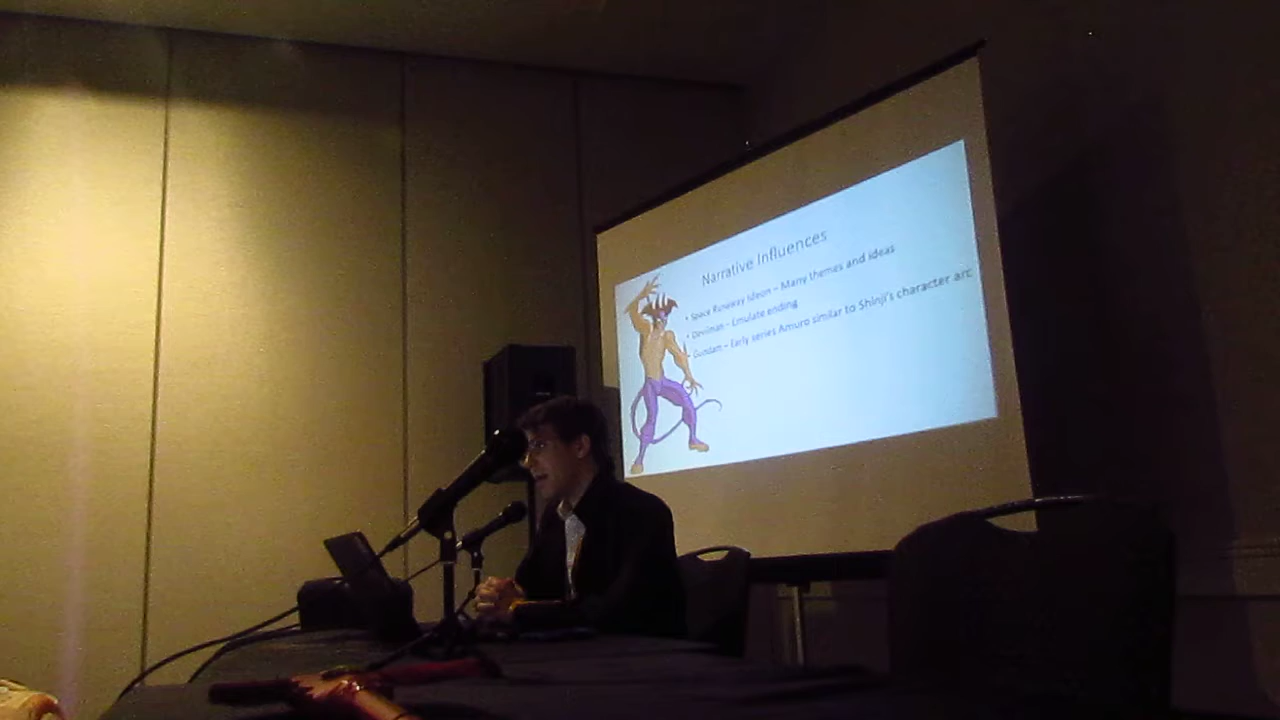 Narrative Influences
• Space Runaway Ideon – Many themes and ideas
• Devilman – Emulate ending
• Gundam – Early series Amuro similar to Shinji's character arc